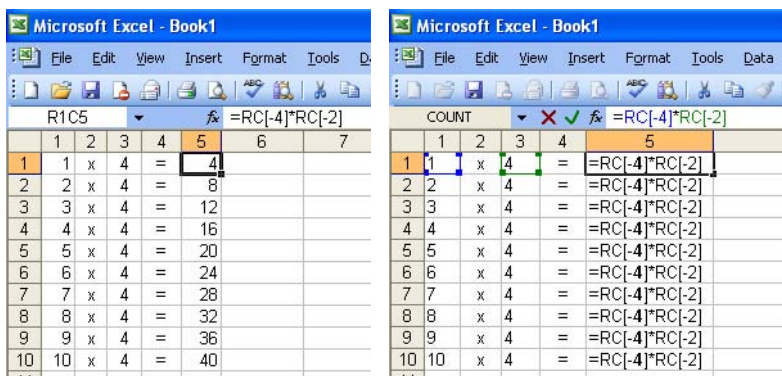 Microsoft Excel - Book1
File Edit View Insert Format Tools D
ABC
R1C5 fx =RC[-4]*RC[-2]
1 2 3 4 5 6 7
1 1 x 4 = 4
2 2 x 4 = 8
3 3 x 4 = 12
4 4 x 4 = 16
5 5 x 4 = 20
6 6 x 4 = 24
7 7 x 4 = 28
8 8 x 4 = 32
9 9 x 4 = 36
10 10 x 4 = 40
Microsoft Excel - Book1
File Edit View Insert Format Tools Data
ABC
COUNT fx =RC[-4]*RC[-2]
1 2 3 4 5
1 1 x 4 = =RC[-4]*RC[-2]
2 2 x 4 = =RC[-4]*RC[-2]
3 3 x 4 = =RC[-4]*RC[-2]
4 4 x 4 = =RC[-4]*RC[-2]
5 5 x 4 = =RC[-4]*RC[-2]
6 6 x 4 = =RC[-4]*RC[-2]
7 7 x 4 = =RC[-4]*RC[-2]
8 8 x 4 = =RC[-4]*RC[-2]
9 9 x 4 = =RC[-4]*RC[-2]
10 10 x 4 = =RC[-4]*RC[-2]